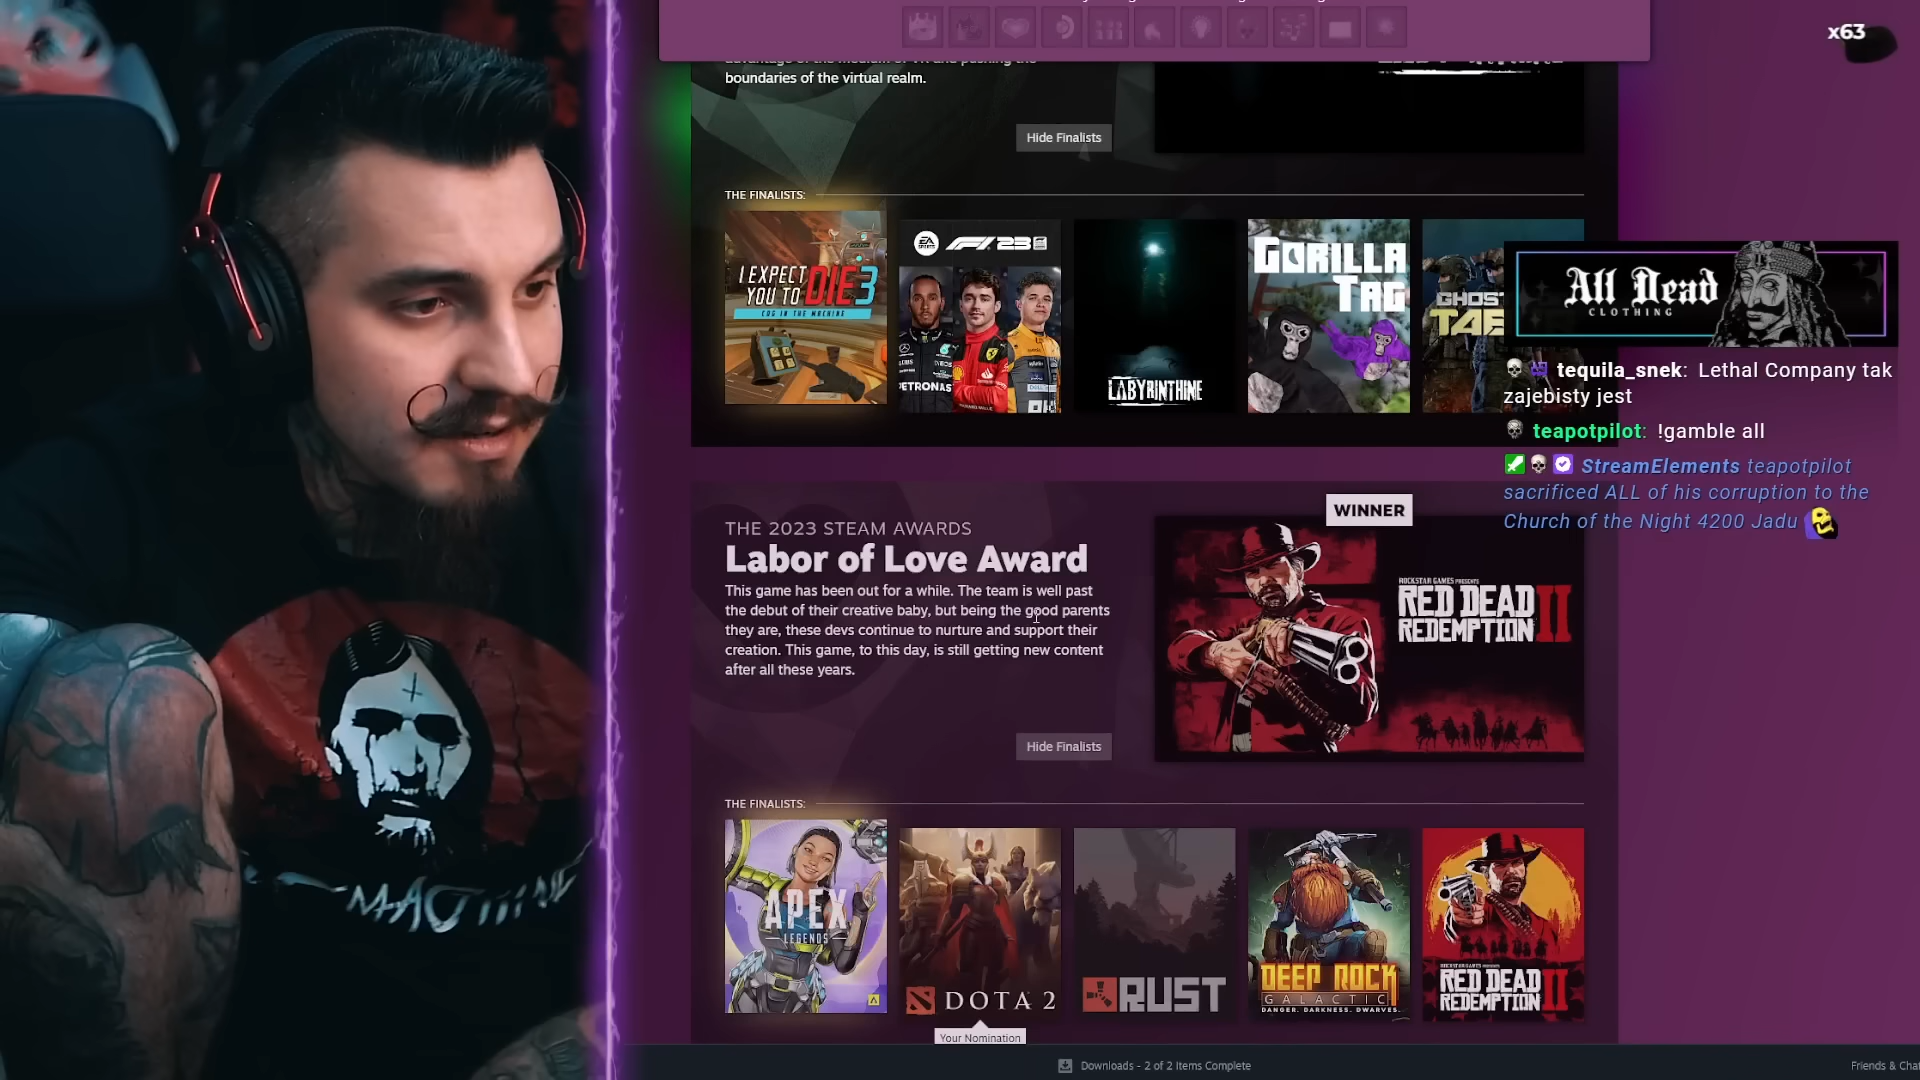 x63
boundaries of the virtual realm.
Hide Finalists
THE FINALISTS:
I EXPECT
YOU TO DIE 3
COG IN THE MACHINE
EA
SPORTS
F1 23
PETRONAS
LABYRINTHINE
GORILLA
TAG
GHOST
All Dead
CLOTHING
tequila_snek: Lethal Company tak
zajebisty jest
teapotpilot: !gamble all
StreamElements teapotpilot
sacrificed ALL of his corruption to the
Church of the Night 4200 Jadu
THE 2023 STEAM AWARDS
Labor of Love Award
This game has been out for a while. The team is well past
the debut of their creative baby, but being the good parents
they are, these devs continue to nurture and support their
creation. This game, to this day, is still getting new content
after all these years.
Hide Finalists
WINNER
ROCKSTAR GAMES PRESENTS
RED DEAD
REDEMPTION II
THE FINALISTS:
APEX
LEGENDS
DOTA 2
RUST
DEEP ROCK
GALACTIC
DANGER. DARKNESS. DWARVES.
ROCKSTAR GAMES PRESENTS
RED DEAD
REDEMPTION II
Your Nomination
Downloads - 2 of 2 Items Complete